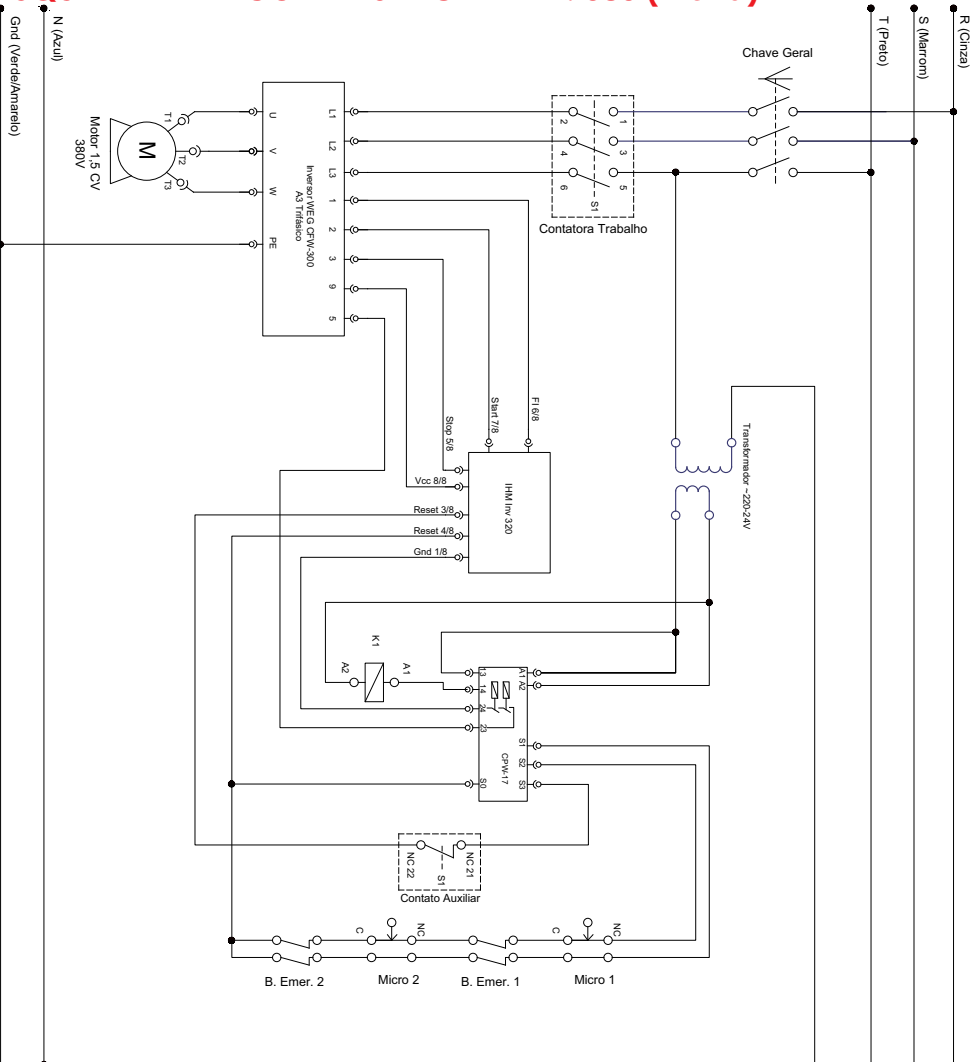 R (Cinza)
S (Marrom)
T (Preto)
N (Azul)
Gnd (Verde/Amarelo)
Chave Geral
Contatora Trabalho
1
2
3
4
5
6
S1
L1
L2
L3
1
2
3
9
5
U
V
W
PE
Inversor WEG CFW-300
A3 Trifásico
T1
T2
T3
M
Motor 1,5 CV
380V
FI 6/8
Start 7/8
Stop 5/8
Vcc 8/8
Reset 3/8
Reset 4/8
Gnd 1/8
IHM Inv 320
Transformador ~220-24V
K1
A2
A1
13
14
24
23
S0
A1
A2
S1
S2
S3
CPW-17
NC 22
NC 21
S1
Contato Auxiliar
C
NC
C
NC
B. Emer. 2
Micro 2
B. Emer. 1
Micro 1